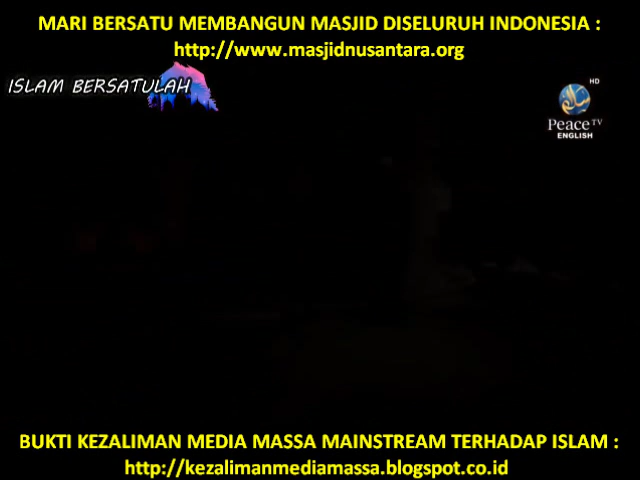 MARI BERSATU MEMBANGUN MASJID DISELURUH INDONESIA :
http://www.masjidnusantara.org
ISLAM BERSATULAH
HD
Peace TV
ENGLISH
BUKTI KEZALIMAN MEDIA MASSA MAINSTREAM TERHADAP ISLAM :
http://kezalimanmediamassa.blogspot.co.id